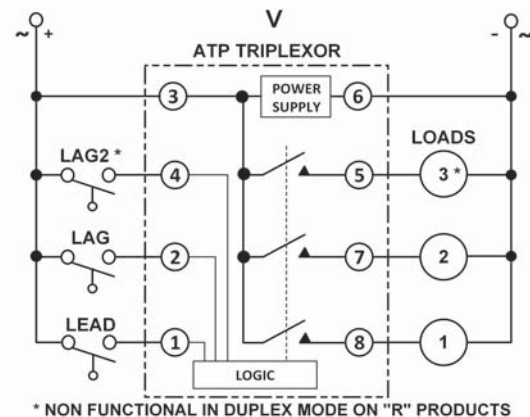 V
~ +
- ~
ATP TRIPLEXOR
3
POWER
SUPPLY
6
LOADS
LAG2 *
4
5
3 *
LAG
2
7
2
LEAD
1
8
1
LOGIC
* NON FUNCTIONAL IN DUPLEX MODE ON "R" PRODUCTS